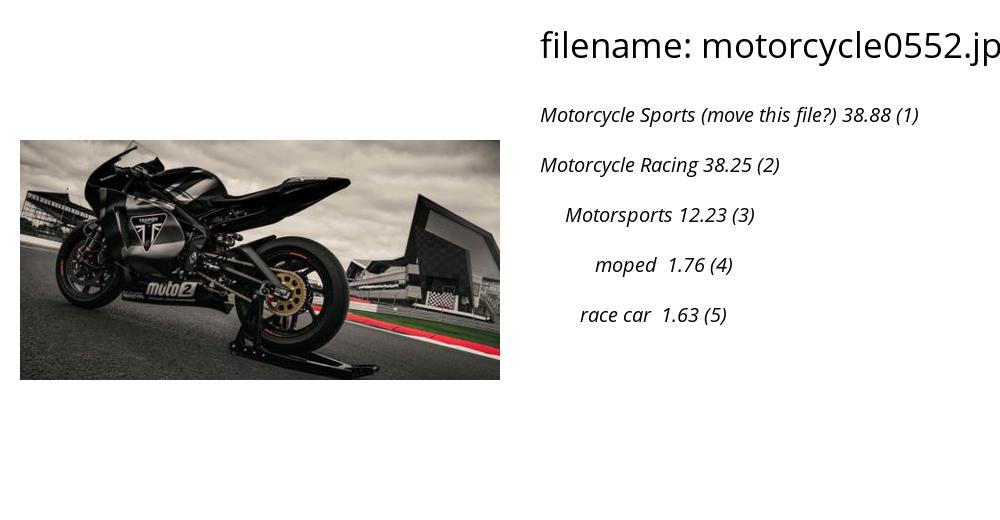 filename: motorcycle0552.jp
Motorcycle Sports (move this file?) 38.88 (1)
Motorcycle Racing 38.25 (2)
Motorsports 12.23 (3)
moped 1.76 (4)
race car 1.63 (5)
TRIUMPH
moto2